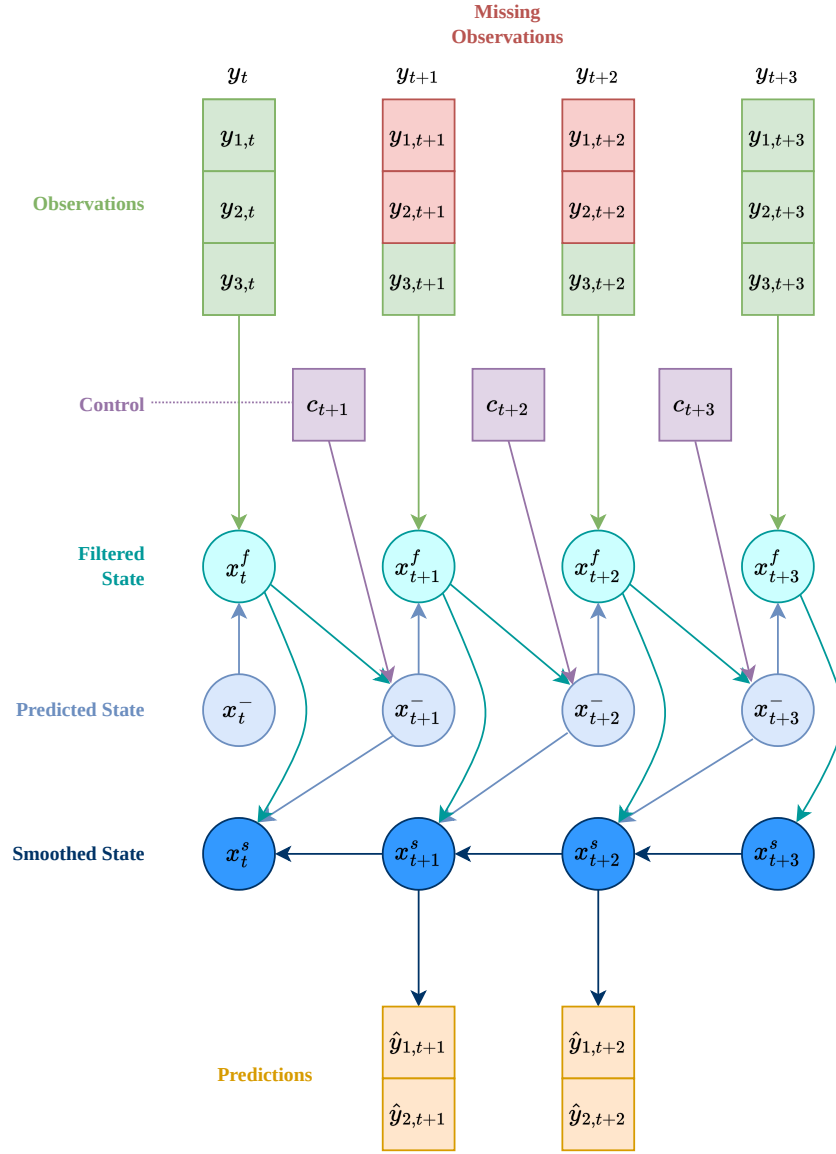 Missing
Observations
y_t y_{t+1} y_{t+2} y_{t+3}
y_{1,t} y_{1,t+1} y_{1,t+2} y_{1,t+3}
Observations y_{2,t} y_{2,t+1} y_{2,t+2} y_{2,t+3}
y_{3,t} y_{3,t+1} y_{3,t+2} y_{3,t+3}
Control c_{t+1} c_{t+2} c_{t+3}
Filtered
State
x_t^f x_{t+1}^f x_{t+2}^f x_{t+3}^f
Predicted State x_t^- x_{t+1}^- x_{t+2}^- x_{t+3}^-
Smoothed State x_t^s x_{t+1}^s x_{t+2}^s x_{t+3}^s
ŷ_{1,t+1} ŷ_{1,t+2}
Predictions
ŷ_{2,t+1} ŷ_{2,t+2}